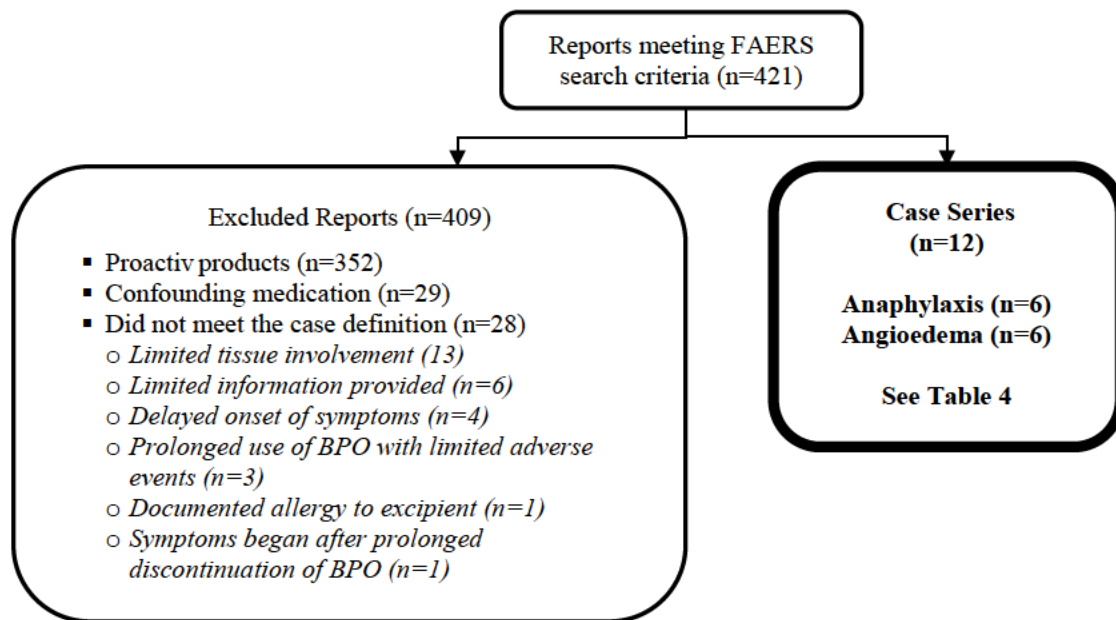 Reports meeting FAERS
search criteria (n=421)
Excluded Reports (n=409)
▪ Proactiv products (n=352)
▪ Confounding medication (n=29)
▪ Did not meet the case definition (n=28)
o Limited tissue involvement (13)
o Limited information provided (n=6)
o Delayed onset of symptoms (n=4)
o Prolonged use of BPO with limited adverse
events (n=3)
o Documented allergy to excipient (n=1)
o Symptoms began after prolonged
discontinuation of BPO (n=1)
Case Series
(n=12)
Anaphylaxis (n=6)
Angioedema (n=6)
See Table 4